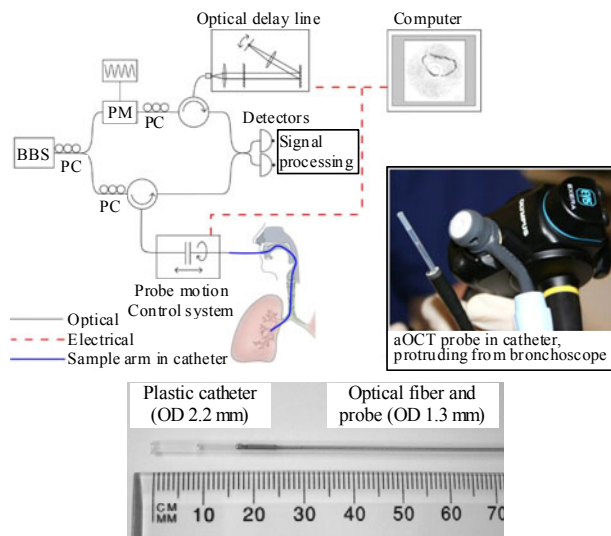 Optical delay line
Computer
PM
PC
Detectors
BBS
PC
Signal
processing
PC
Probe motion
Control system
Optical
Electrical
Sample arm in catheter
OLYMPUS
EXERA
aOCT probe in catheter,
protruding from bronchoscope
Plastic catheter
(OD 2.2 mm)
Optical fiber and
probe (OD 1.3 mm)
CM
MM 10 20 30 40 50 60 70